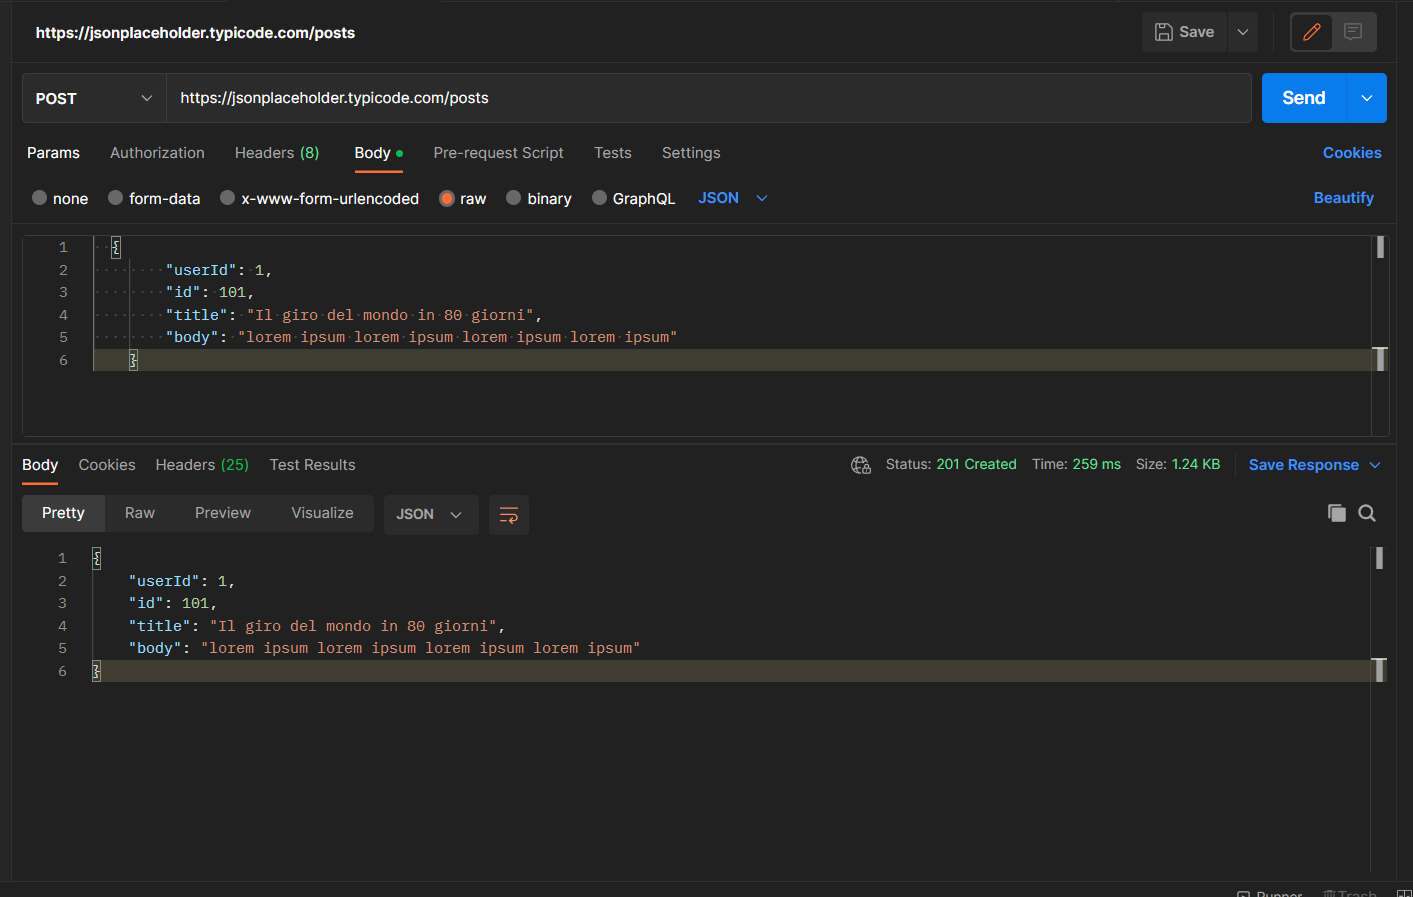 https://jsonplaceholder.typicode.com/posts
Save
POST https://jsonplaceholder.typicode.com/posts Send
Params Authorization Headers (8) Body Pre-request Script Tests Settings Cookies
none form-data x-www-form-urlencoded raw binary GraphQL JSON Beautify
1 {
2 "userId": 1,
3 "id": 101,
4 "title": "Il giro del mondo in 80 giorni",
5 "body": "lorem ipsum lorem ipsum lorem ipsum lorem ipsum"
6 }
Body Cookies Headers (25) Test Results Status: 201 Created Time: 259 ms Size: 1.24 KB Save Response
Pretty Raw Preview Visualize JSON
1 {
2 "userId": 1,
3 "id": 101,
4 "title": "Il giro del mondo in 80 giorni",
5 "body": "lorem ipsum lorem ipsum lorem ipsum lorem ipsum"
6 }
Runner Trash